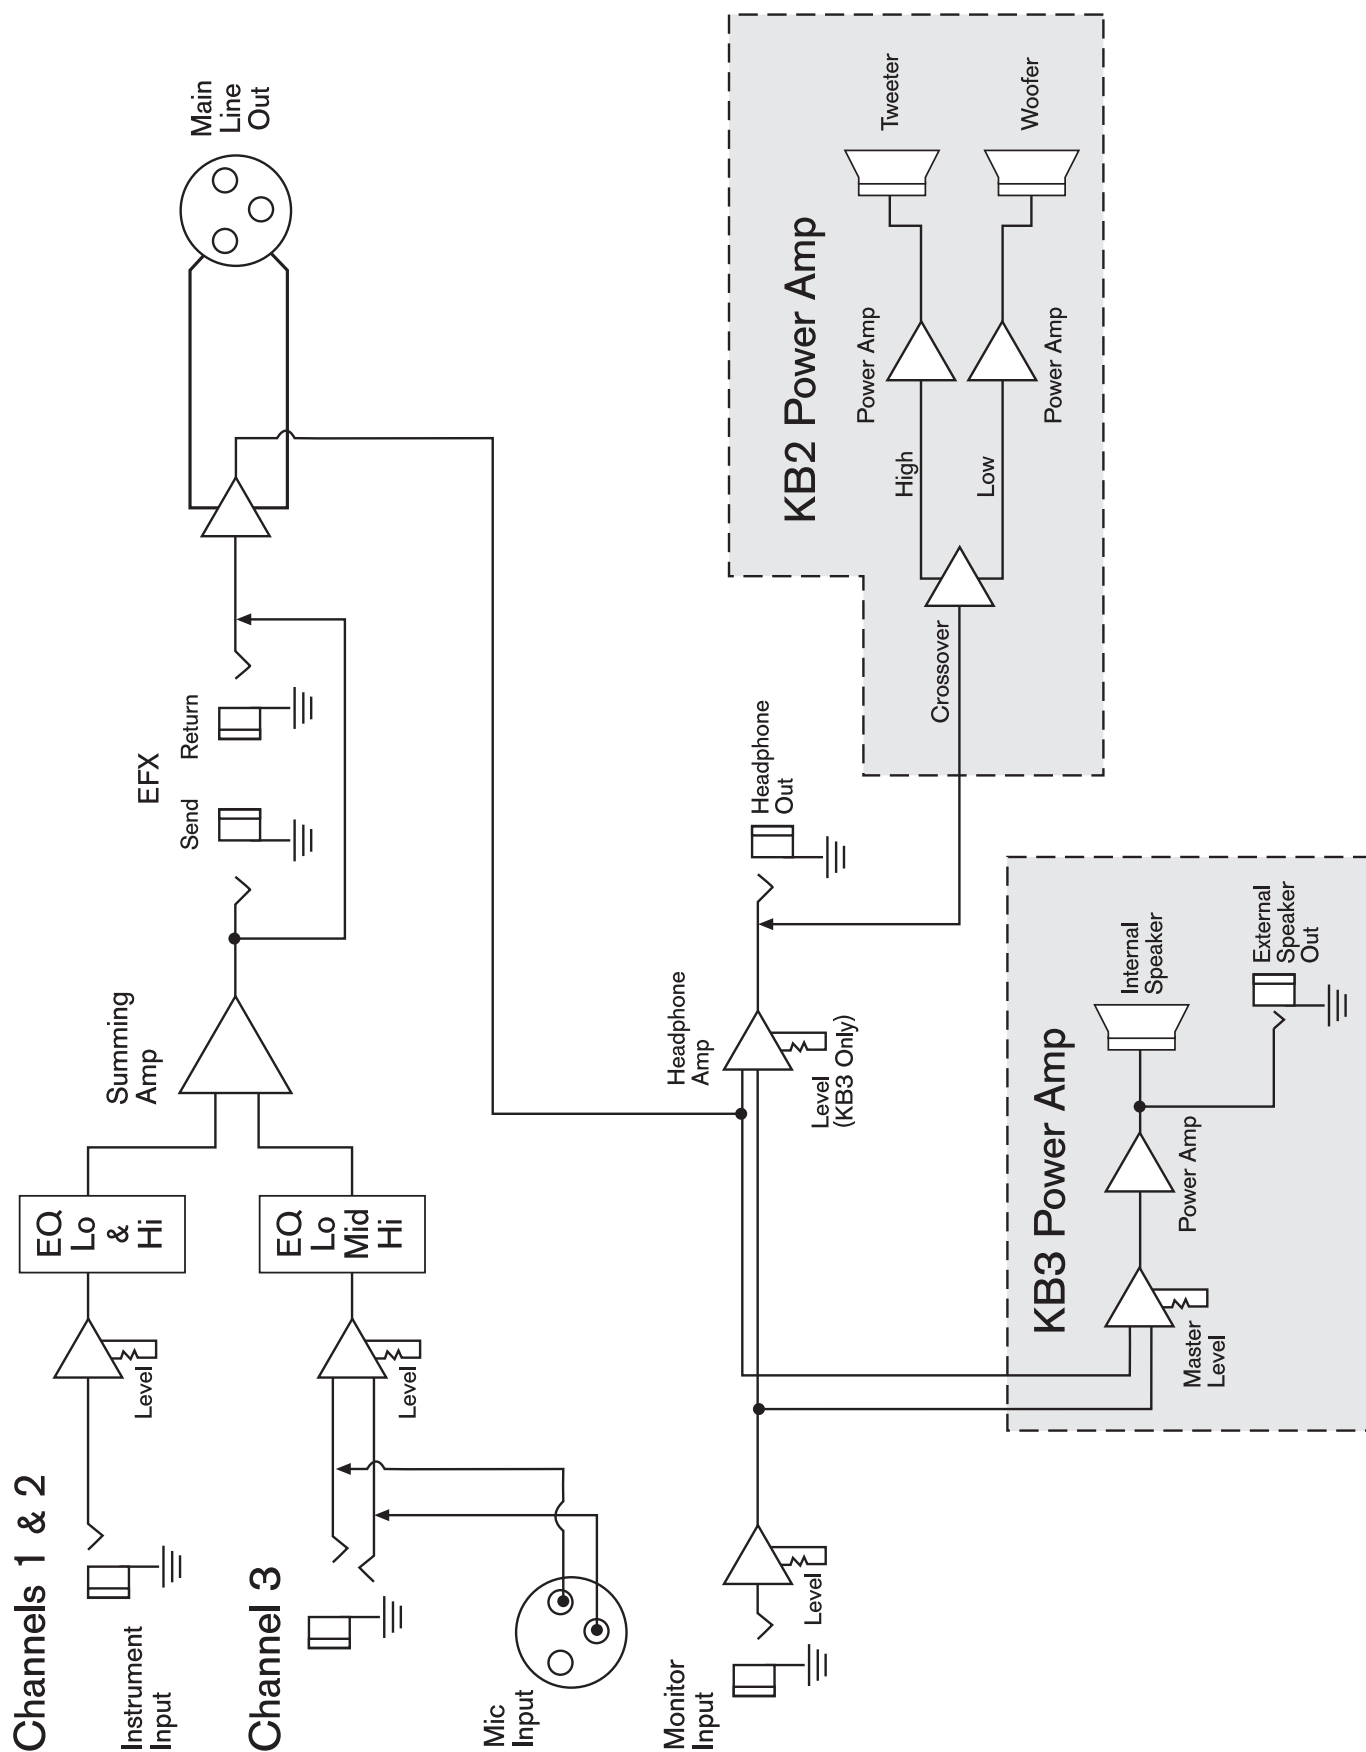 Channels 1 & 2
Instrument
Input
Level
EQ
Lo
&
Hi
Channel 3
Level
EQ
Lo
Mid
Hi
Mic
Input
Summing
Amp
EFX
Send
Return
Main
Line
Out
Monitor
Input
Level
Headphone
Amp
Level
(KB3 Only)
Headphone
Out
KB2 Power Amp
Crossover
High
Low
Power Amp
Power Amp
Tweeter
Woofer
KB3 Power Amp
Master
Level
Power Amp
Internal
Speaker
External
Speaker
Out